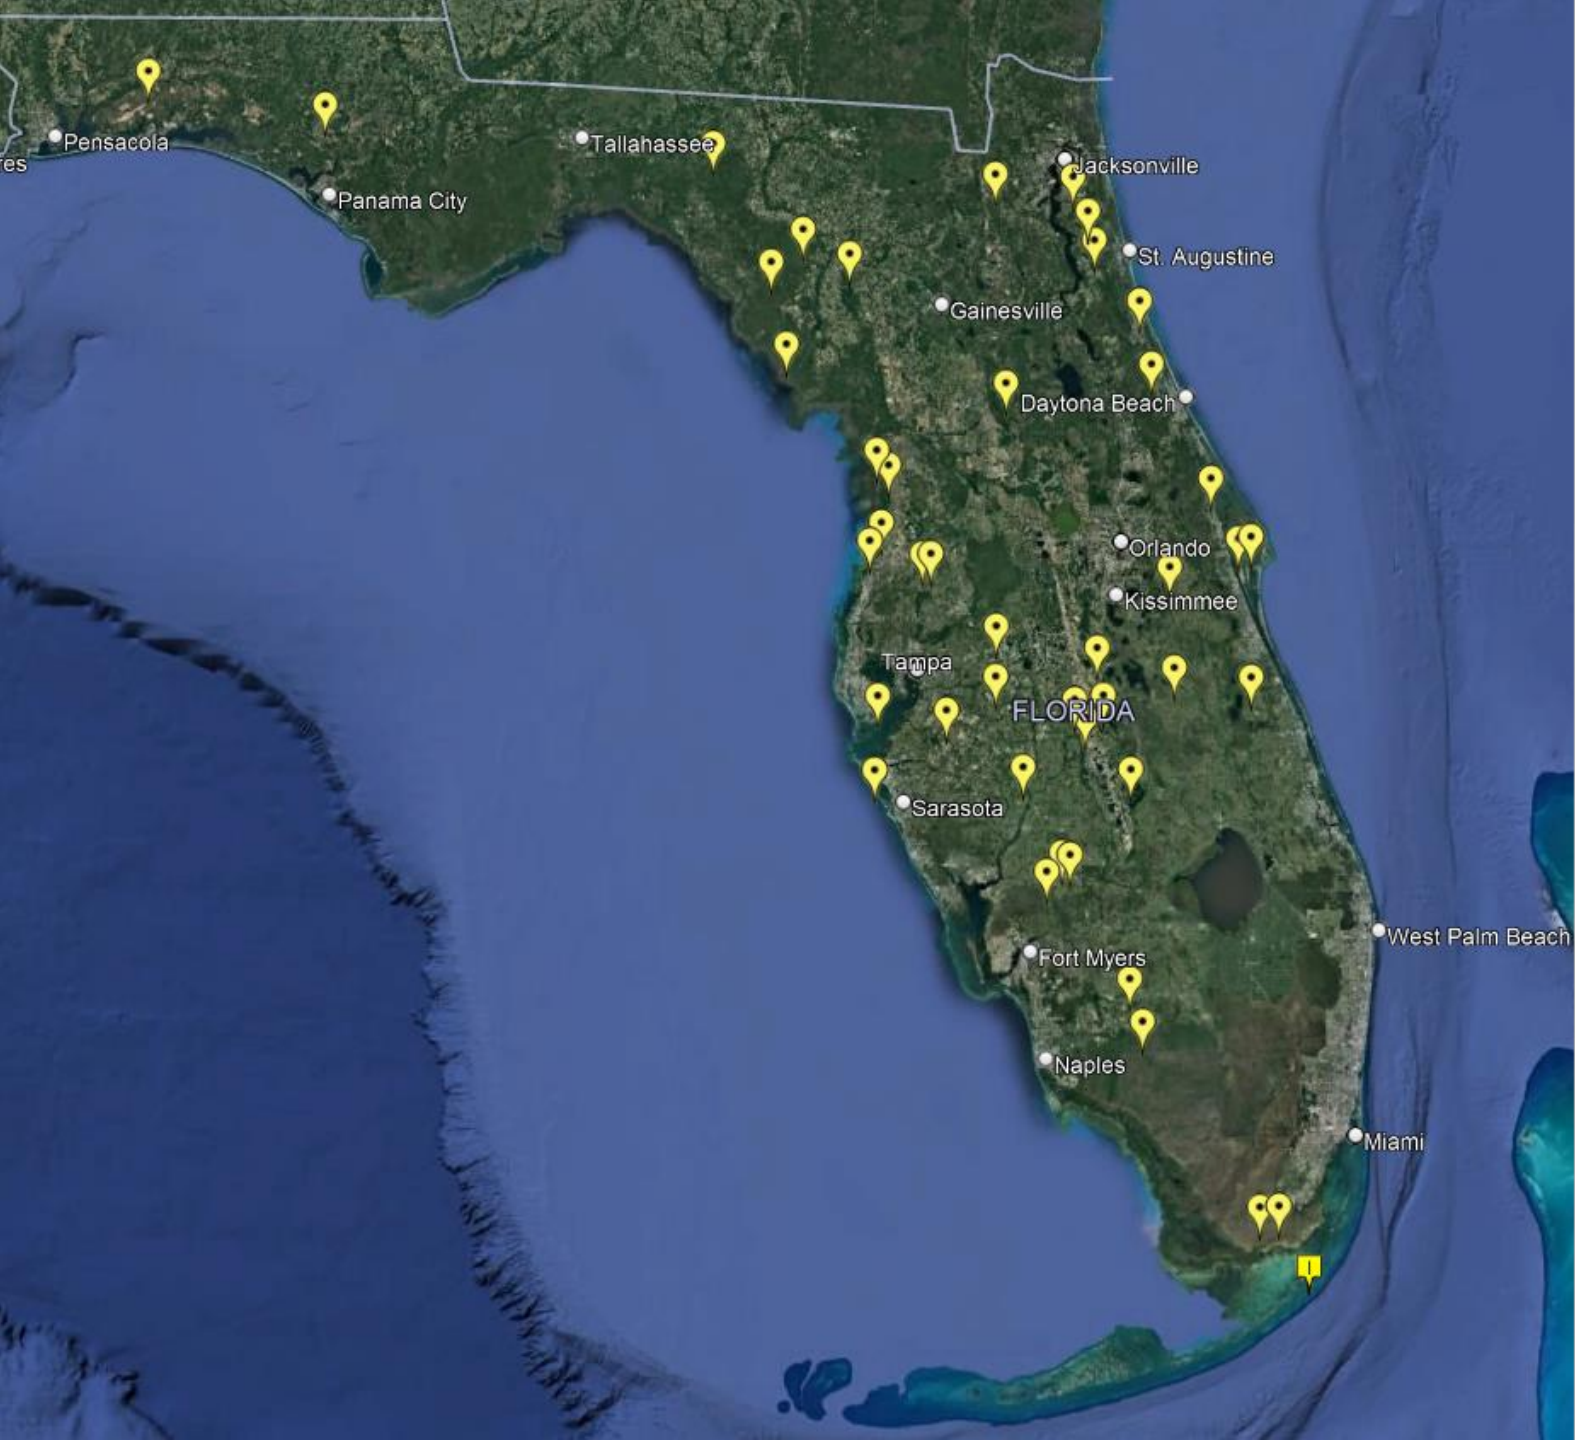 Pensacola
Tallahassee
res
Jacksonville
Panama City
St. Augustine
Gainesville
Daytona Beach
Orlando
Kissimmee
Tampa
FLORIDA
Sarasota
West Palm Beach
Fort Myers
Naples
Miami
I